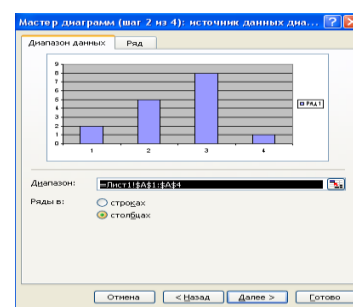 Мастер диаграмм (шаг 2 из 4): источник данных диа...
Диапазон данных Ряд
9
8
7
6
5
4
3
2
1
0
1 2 3 4
Ряд1
Диапазон: =Лист1!$A$1:$A$4
Ряды в: строках
столбцах
Отмена < Назад Далее > Готово